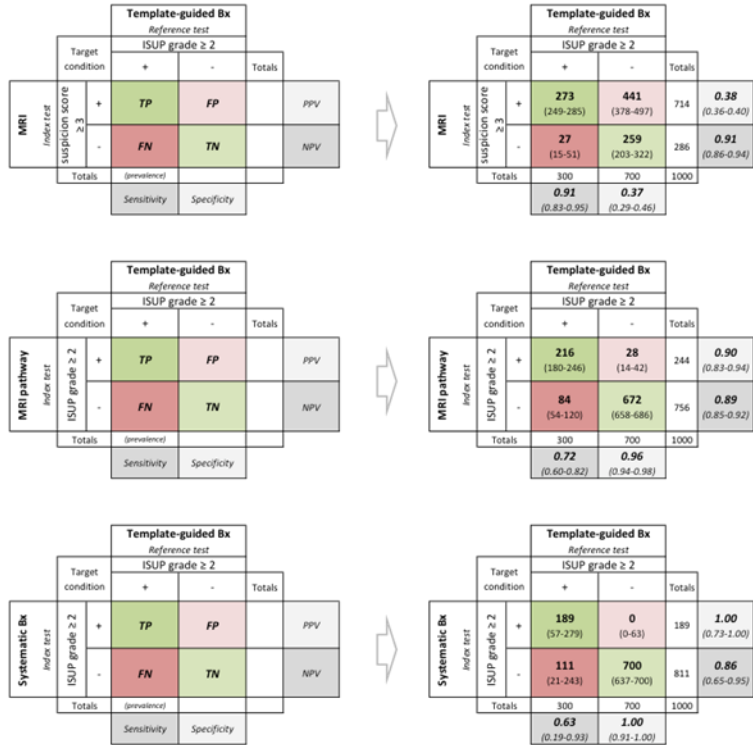 Template-guided Bx
Reference test
ISUP grade ≥ 2
Target condition
+
-
Totals
MRI
Index test
suspicion score ≥ 3
+
TP
FP
PPV
-
FN
TN
NPV
Totals
(prevalence)
Sensitivity
Specificity
Template-guided Bx
Reference test
ISUP grade ≥ 2
Target condition
+
-
Totals
MRI
Index test
suspicion score ≥ 3
+
273
(249-285)
441
(378-497)
714
0.38
(0.36-0.40)
-
27
(15-51)
259
(203-322)
286
0.91
(0.86-0.94)
Totals
300
700
1000
0.91
(0.83-0.95)
0.37
(0.29-0.46)
Template-guided Bx
Reference test
ISUP grade ≥ 2
Target condition
+
-
Totals
MRI pathway
Index test
ISUP grade ≥ 2
+
TP
FP
PPV
-
FN
TN
NPV
Totals
(prevalence)
Sensitivity
Specificity
Template-guided Bx
Reference test
ISUP grade ≥ 2
Target condition
+
-
Totals
MRI pathway
Index test
ISUP grade ≥ 2
+
216
(180-246)
28
(14-42)
244
0.90
(0.83-0.94)
-
84
(54-120)
672
(658-686)
756
0.89
(0.85-0.92)
Totals
300
700
1000
0.72
(0.60-0.82)
0.96
(0.94-0.98)
Template-guided Bx
Reference test
ISUP grade ≥ 2
Target condition
+
-
Totals
Systematic Bx
Index test
ISUP grade ≥ 2
+
TP
FP
PPV
-
FN
TN
NPV
Totals
(prevalence)
Sensitivity
Specificity
Template-guided Bx
Reference test
ISUP grade ≥ 2
Target condition
+
-
Totals
Systematic Bx
Index test
ISUP grade ≥ 2
+
189
(57-279)
0
(0-63)
189
1.00
(0.73-1.00)
-
111
(21-243)
700
(637-700)
811
0.86
(0.65-0.95)
Totals
300
700
1000
0.63
(0.19-0.93)
1.00
(0.91-1.00)